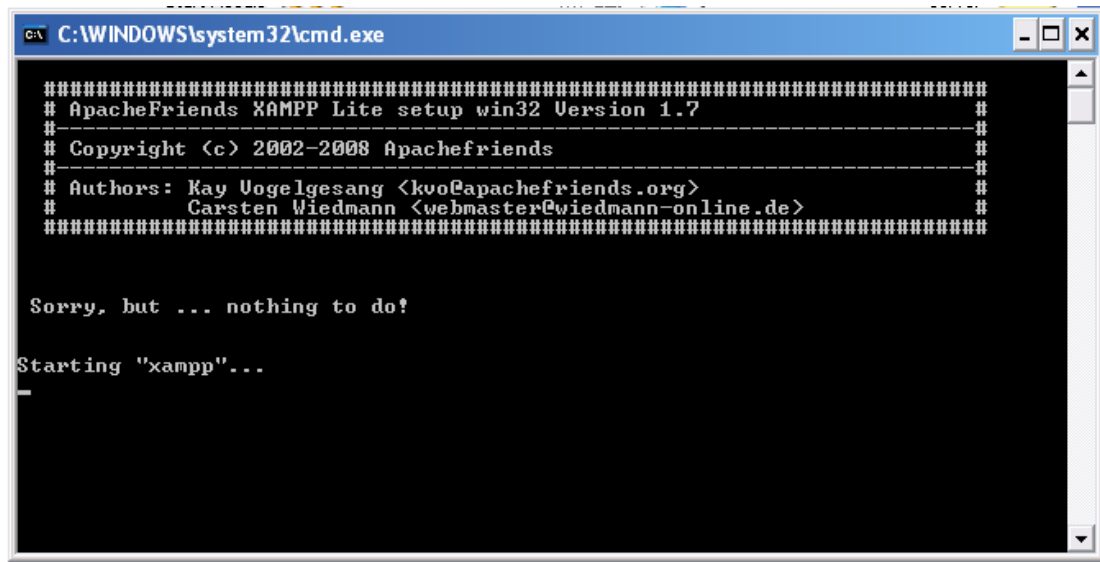 C:\WINDOWS\system32\cmd.exe
########################################################################
# ApacheFriends XAMPP Lite setup win32 Version 1.7 #
#----------------------------------------------------------------------#
# Copyright (c) 2002-2008 Apachefriends #
#----------------------------------------------------------------------#
# Authors: Kay Vogelgesang <kvo@apachefriends.org> #
# Carsten Wiedmann <webmaster@wiedmann-online.de> #
########################################################################
Sorry, but ... nothing to do!
Starting "xampp"...